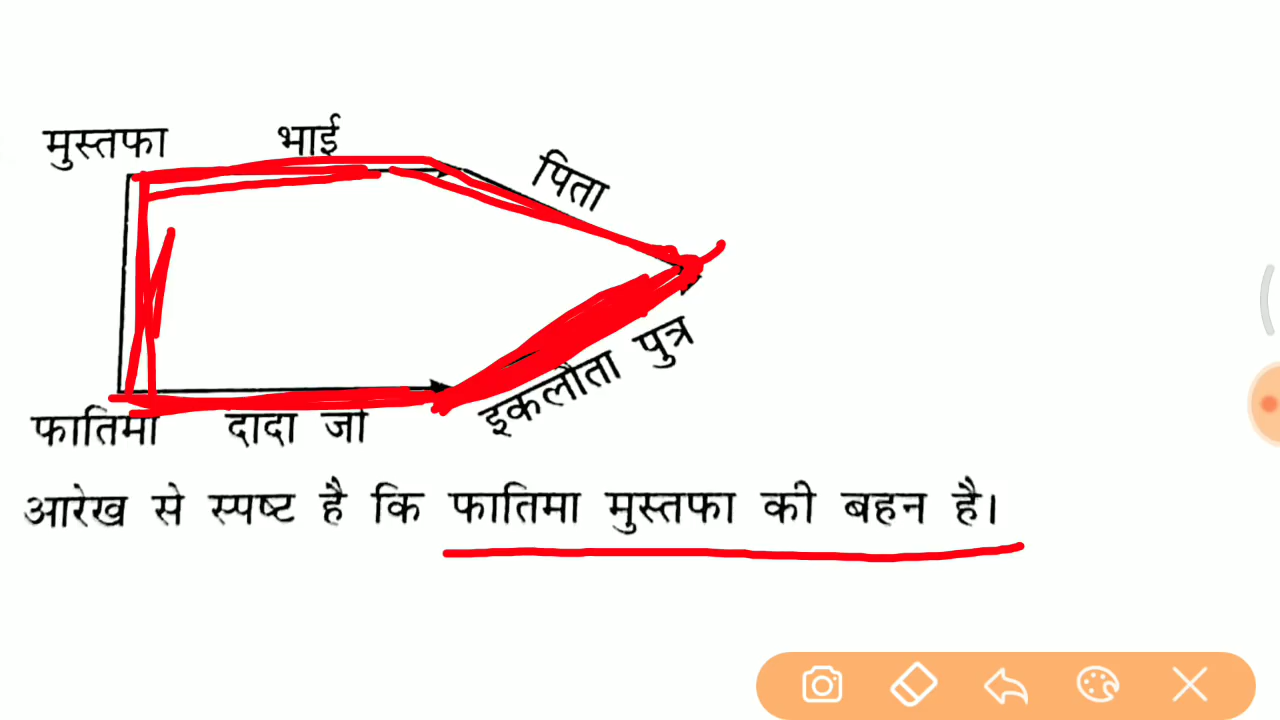 मुस्तफा भाई
पिता
इकलौता पुत्र
फातिमा दादा जी
आरेख से स्पष्ट है कि फातिमा मुस्तफा की बहन है।